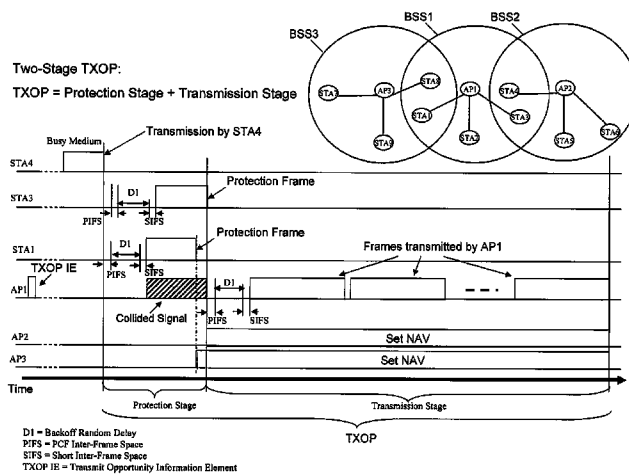 BSS3
BSS1
BSS2
Two-Stage TXOP:
TXOP = Protection Stage + Transmission Stage
STA7
AP3
STA8
STA9
STA1
AP1
STA2
STA3
STA4
AP2
STA5
STA6
Busy Medium
Transmission by STA4
STA4
D1
Protection Frame
STA3
PIFS
SIFS
D1
Protection Frame
STA1
TXOP IE
PIFS
SIFS
D1
Frames transmitted by AP1
AP1
Collided Signal
PIFS
SIFS
AP2
Set NAV
AP3
Set NAV
Time
Protection Stage
Transmission Stage
TXOP
D1 = Backoff Random Delay
PIFS = PCF Inter-Frame Space
SIFS = Short Inter-Frame Space
TXOP IE = Transmit Opportunity Information Element